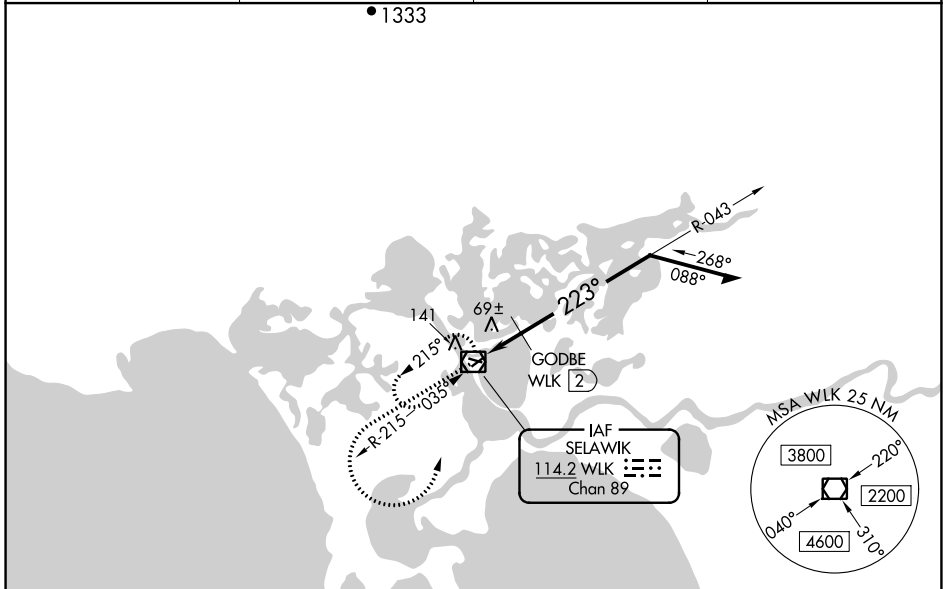 1333
R-043
268°
088°
223°
69±
141
215°
GODBE
WLK 2
R-215
035°
IAF
SELAWIK
114.2 WLK
Chan 89
MSA WLK 25 NM
3800
220°
2200
040°
4600
310°